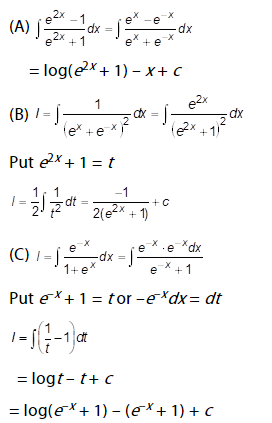 (A) ∫ (e^{2x} − 1)/(e^{2x} + 1) dx = ∫ (e^x − e^{−x})/(e^x + e^{−x}) dx
= log(e^{2x} + 1) − x + c
(B) I = ∫ 1/(e^x + e^{−x})^2 dx = ∫ e^{2x}/(e^{2x} + 1)^2 dx
Put e^{2x} + 1 = t
I = 1/2 ∫ 1/t^2 dt = −1/(2(e^{2x} + 1)) + c
(C) I = ∫ e^{−x}/(1 + e^x) dx = ∫ (e^{−x} · e^{−x} dx)/(e^{−x} + 1)
Put e^{−x} + 1 = t or −e^{−x}dx = dt
I = ∫ (1/t − 1) dt
= logt − t + c
= log(e^{−x} + 1) − (e^{−x} + 1) + c